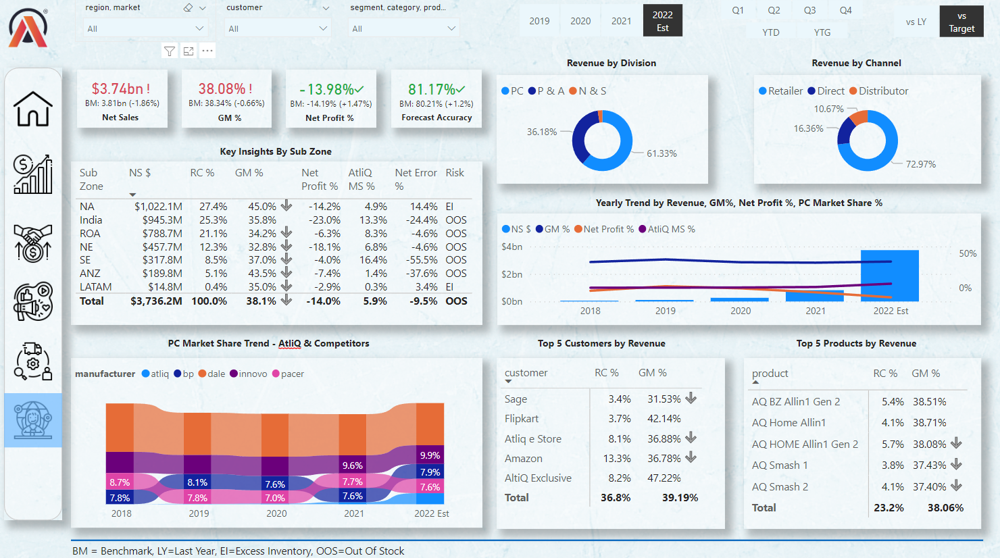 region, market
customer
segment, category, prod...
All
All
All
2019
2020
2021
2022
Est
Q1
Q2
Q3
Q4
YTD
YTG
vs LY
vs
Target
$3.74bn !
BM: 3.81bn (-1.86%)
Net Sales
38.08% !
BM: 38.34% (-0.66%)
GM %
-13.98%✓
BM: -14.19% (+1.47%)
Net Profit %
81.17%✓
BM: 80.21% (+1.2%)
Forecast Accuracy
Revenue by Division
PC P & A N & S
36.18%
61.33%
Revenue by Channel
Retailer Direct Distributor
10.67%
16.36%
72.97%
Key Insights By Sub Zone
Sub Zone NS $ RC % GM % Net Profit % AtliQ MS % Net Error % Risk
NA $1,022.1M 27.4% 45.0% -14.2% 4.9% 14.4% EI
India $945.3M 25.3% 35.8% -23.0% 13.3% -24.4% OOS
ROA $788.7M 21.1% 34.2% -6.3% 8.3% -4.6% OOS
NE $457.7M 12.3% 32.8% -18.1% 6.8% -4.6% OOS
SE $317.8M 8.5% 37.0% -4.0% 16.4% -55.5% OOS
ANZ $189.8M 5.1% 43.5% -7.4% 1.4% -37.6% OOS
LATAM $14.8M 0.4% 35.0% -2.9% 0.3% 3.4% EI
Total $3,736.2M 100.0% 38.1% -14.0% 5.9% -9.5% OOS
Yearly Trend by Revenue, GM%, Net Profit %, PC Market Share %
NS $ GM % Net Profit % AtliQ MS %
$4bn
$2bn
$0bn
50%
0%
2018 2019 2020 2021 2022 Est
PC Market Share Trend - AtliQ & Competitors
manufacturer atliq bp dale innovo pacer
8.7%
7.8%
8.1%
7.8%
7.6%
7.0%
9.6%
7.7%
7.6%
9.9%
7.9%
7.6%
2018 2019 2020 2021 2022 Est
Top 5 Customers by Revenue
customer RC % GM %
Sage 3.4% 31.53%
Flipkart 3.7% 42.14%
Atliq e Store 8.1% 36.88%
Amazon 13.3% 36.78%
AltiQ Exclusive 8.2% 47.22%
Total 36.8% 39.19%
Top 5 Products by Revenue
product RC % GM %
AQ BZ Allin1 Gen 2 5.4% 38.51%
AQ Home Allin1 4.1% 38.71%
AQ HOME Allin1 Gen 2 5.7% 38.08%
AQ Smash 1 3.8% 37.43%
AQ Smash 2 4.1% 37.40%
Total 23.2% 38.06%
BM = Benchmark, LY=Last Year, EI=Excess Inventory, OOS=Out Of Stock